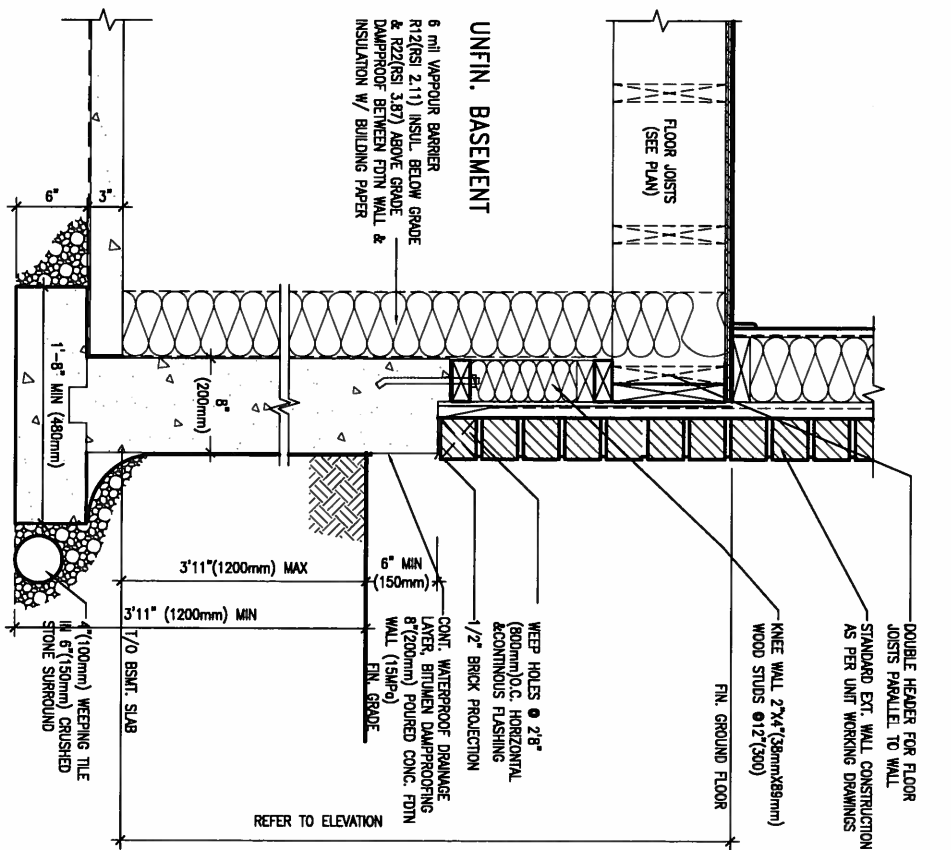 UNFIN. BASEMENT
6 mil VAPPOUR BARRIER
R12(RSI 2.11) INSUL BELOW GRADE
& R22(RSI 3.87) ABOVE GRADE
DAMPPROOF BETWEEN FDTN WALL &
INSULATION W/ BUILDING PAPER
FLOOR JOISTS
(SEE PLAN)
6"
3"
1'-8" MIN (480mm)
8"
(200mm)
3'11"(1200mm) MAX
6" MIN
(150mm)
3'11" (1200mm) MIN
DOUBLE HEADER FOR FLOOR
JOISTS PARALLEL TO WALL
STANDARD EXT. WALL CONSTRUCTION
AS PER UNIT WORKING DRAWINGS
KNEE WALL 2"X4"(38mmX89mm)
WOOD STUDS @12"(300)
FIN. GROUND FLOOR
WEEP HOLES @ 2'8"
(800mm)O.C. HORIZONTAL
&CONTINOUS FLASHING
1/2" BRICK PROJECTION
CONT. WATERPROOF DRAINAGE
LAYER, BITUMEN DAMPPROOFING
8"(200mm) POURED CONC. FDTN
WALL (15MPa)
FIN. GRADE
T/O BSMT. SLAB
4"(100mm) WEEPING TILE
IN 6"(150mm) CRUSHED
STONE SURROUND
REFER TO ELEVATION